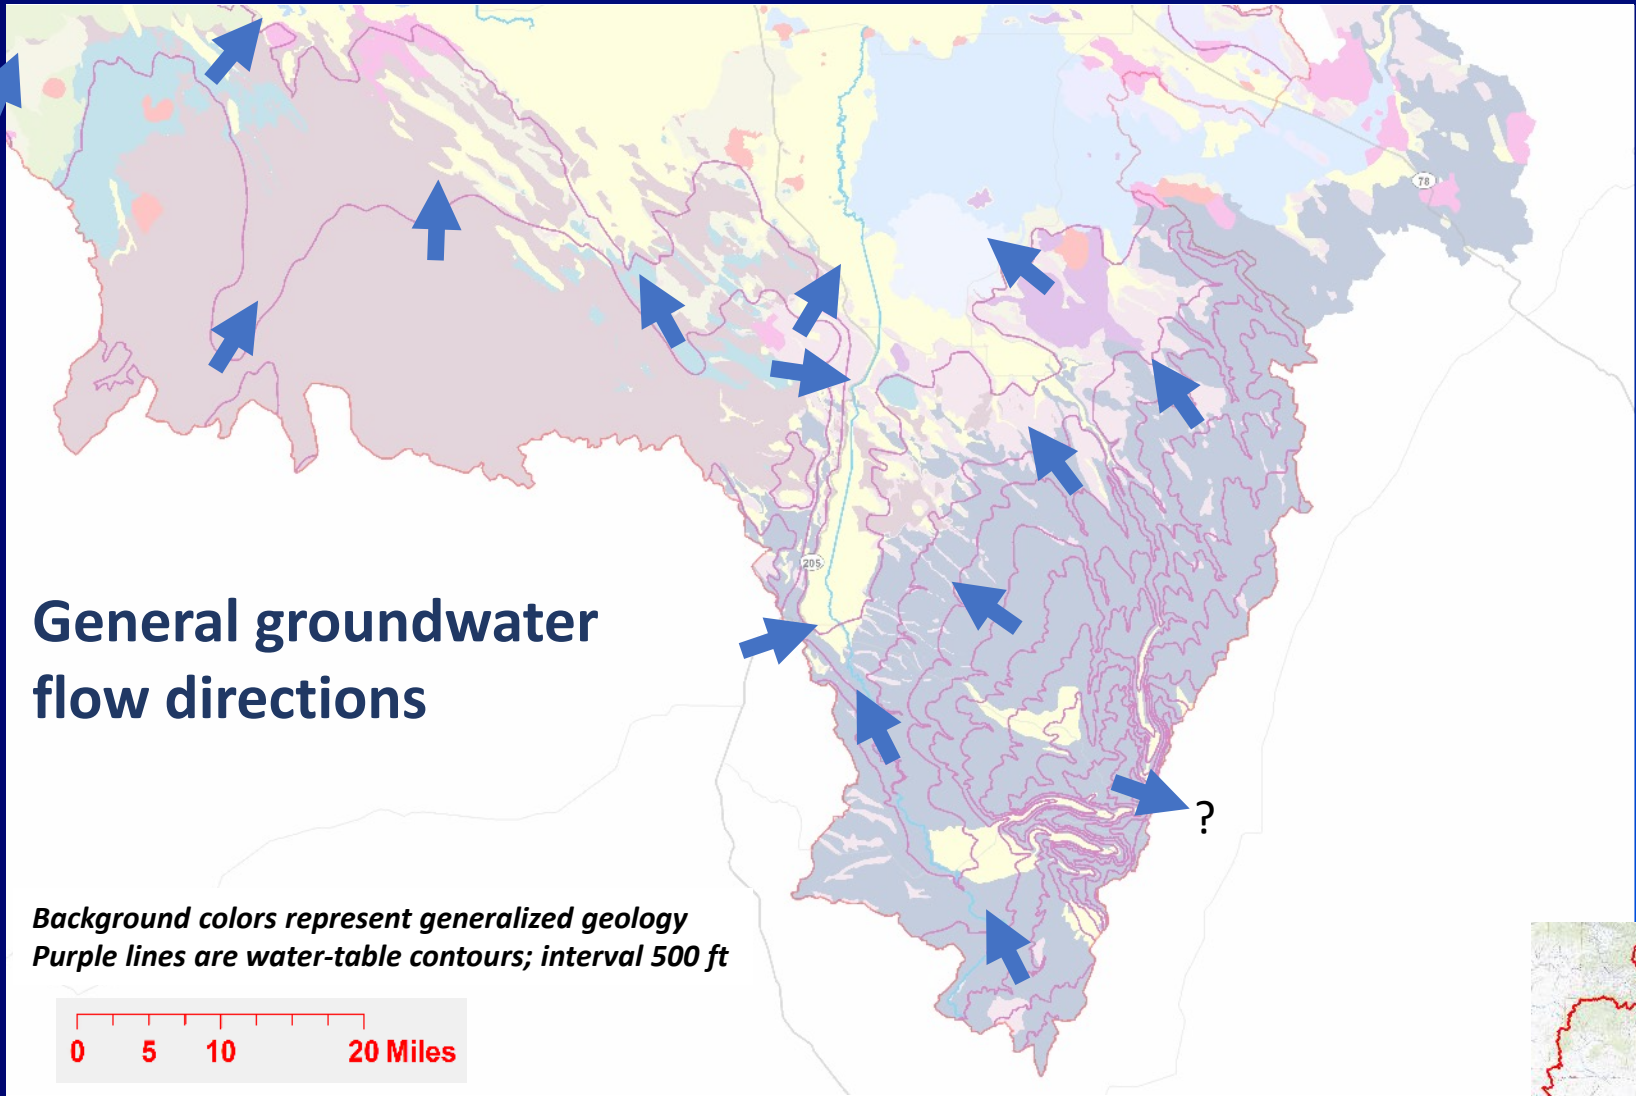 78
205
General groundwater
flow directions
?
Background colors represent generalized geology
Purple lines are water-table contours; interval 500 ft
0 5 10 20 Miles